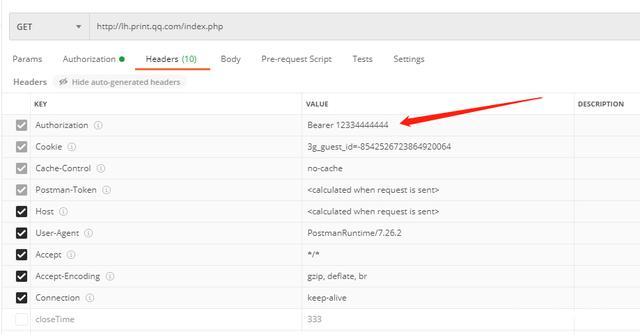 GET http://lh.print.qq.com/index.php
Params Authorization Headers (10) Body Pre-request Script Tests Settings
Headers Hide auto-generated headers
KEY VALUE DESCRIPTION
Authorization Bearer 12334444444
Cookie 3g_guest_id=-8542526723864920064
Cache-Control no-cache
Postman-Token <calculated when request is sent>
Host <calculated when request is sent>
User-Agent PostmanRuntime/7.26.2
Accept */*
Accept-Encoding gzip, deflate, br
Connection keep-alive
closeTime 333